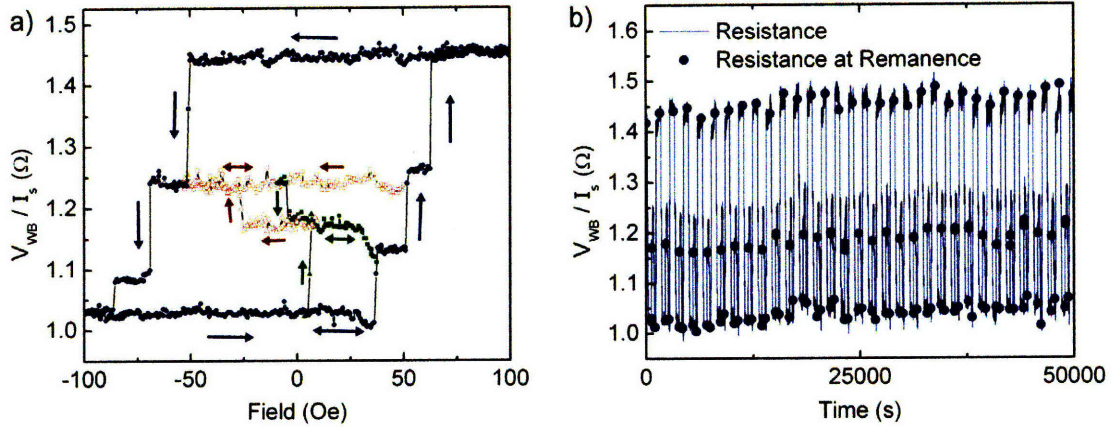 a)
1.5
1.4
1.3
1.2
1.1
1.0
V_WB / I_s (Ω)
-100
-50
0
50
100
Field (Oe)
b)
1.6
1.5
1.4
1.3
1.2
1.1
1.0
V_WB / I_s (Ω)
Resistance
Resistance at Remanence
0
25000
50000
Time (s)